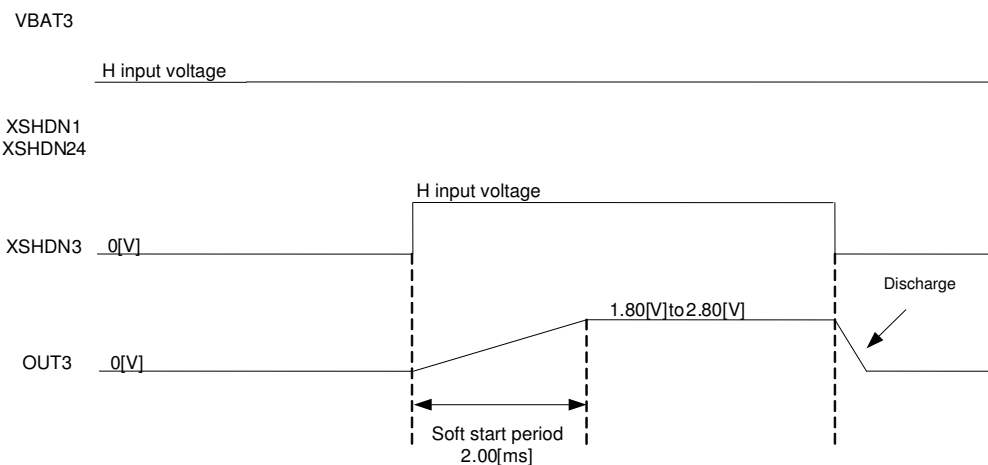 VBAT3
H input voltage
XSHDN1
XSHDN24
H input voltage
XSHDN3 0[V]
Discharge
1.80[V]to2.80[V]
OUT3 0[V]
Soft start period
2.00[ms]